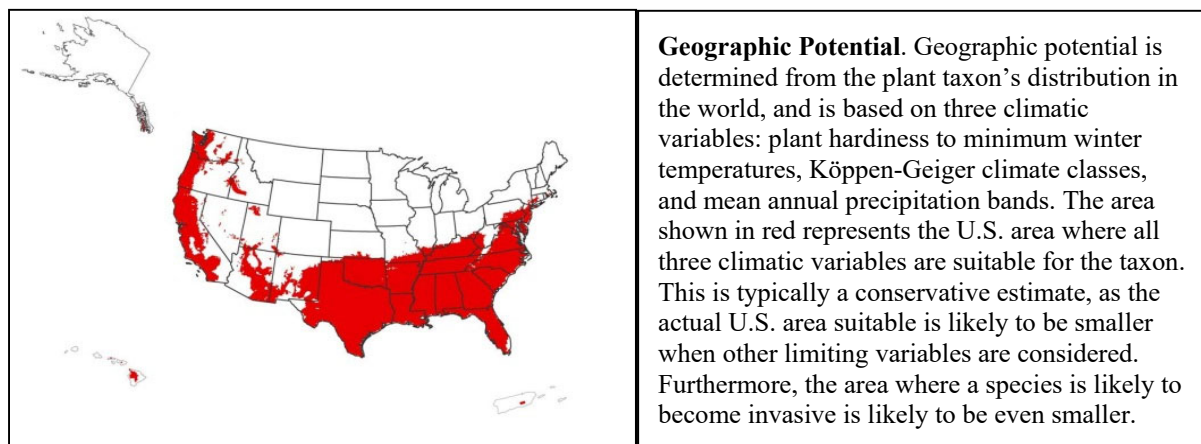 Geographic Potential. Geographic potential is
determined from the plant taxon’s distribution in
the world, and is based on three climatic
variables: plant hardiness to minimum winter
temperatures, Köppen-Geiger climate classes,
and mean annual precipitation bands. The area
shown in red represents the U.S. area where all
three climatic variables are suitable for the taxon.
This is typically a conservative estimate, as the
actual U.S. area suitable is likely to be smaller
when other limiting variables are considered.
Furthermore, the area where a species is likely to
become invasive is likely to be even smaller.